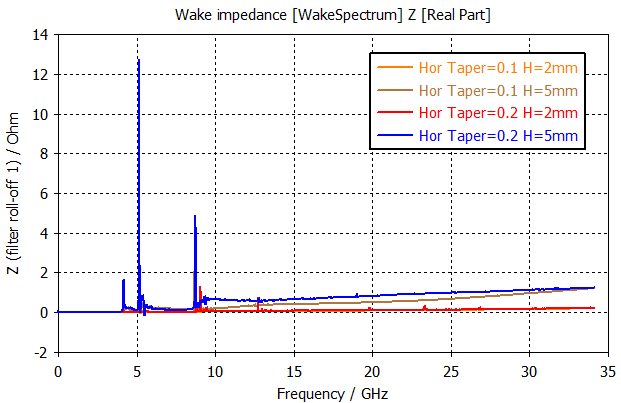 Wake impedance [WakeSpectrum] Z [Real Part]
14
12
10
8
6
4
2
0
-2
Z (filter roll-off 1) / Ohm
Hor Taper=0.1 H=2mm
Hor Taper=0.1 H=5mm
Hor Taper=0.2 H=2mm
Hor Taper=0.2 H=5mm
0 5 10 15 20 25 30 35
Frequency / GHz